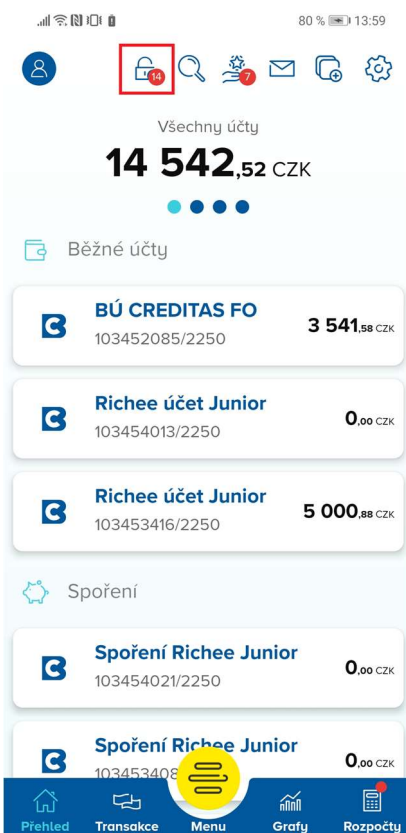 80 % 13:59
14
7
Všechny účty
14 542,52 CZK
Běžné účty
BÚ CREDITAS FO
103452085/2250
3 541,58 CZK
Richee účet Junior
103454013/2250
0,00 CZK
Richee účet Junior
103453416/2250
5 000,88 CZK
Spoření
Spoření Richee Junior
103454021/2250
0,00 CZK
Spoření Richee Junior
103453408
0,00 CZK
Přehled
Transakce
Menu
Grafy
Rozpočty